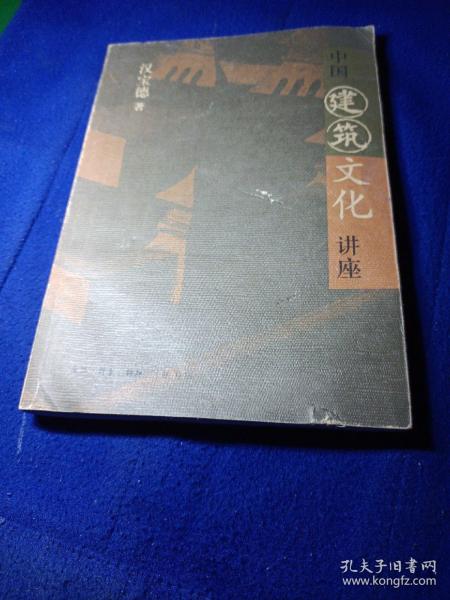 中国
建筑
文化
讲座
汉宝德 著
孔夫子旧书网
www.kongfz.com